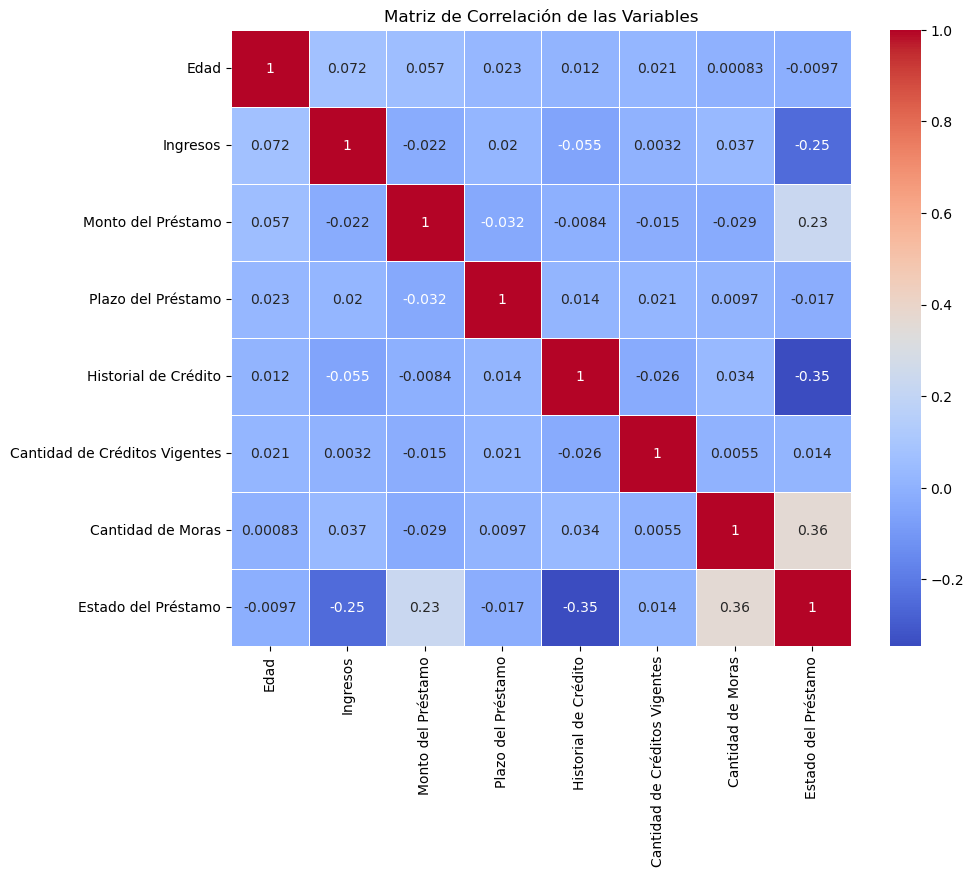 Matriz de Correlación de las Variables
Edad 1 0.072 0.057 0.023 0.012 0.021 0.00083 -0.0097
Ingresos 0.072 1 -0.022 0.02 -0.055 0.0032 0.037 -0.25
Monto del Préstamo 0.057 -0.022 1 -0.032 -0.0084 -0.015 -0.029 0.23
Plazo del Préstamo 0.023 0.02 -0.032 1 0.014 0.021 0.0097 -0.017
Historial de Crédito 0.012 -0.055 -0.0084 0.014 1 -0.026 0.034 -0.35
Cantidad de Créditos Vigentes 0.021 0.0032 -0.015 0.021 -0.026 1 0.0055 0.014
Cantidad de Moras 0.00083 0.037 -0.029 0.0097 0.034 0.0055 1 0.36
Estado del Préstamo -0.0097 -0.25 0.23 -0.017 -0.35 0.014 0.36 1
Edad
Ingresos
Monto del Préstamo
Plazo del Préstamo
Historial de Crédito
Cantidad de Créditos Vigentes
Cantidad de Moras
Estado del Préstamo
1.0
0.8
0.6
0.4
0.2
0.0
−0.2